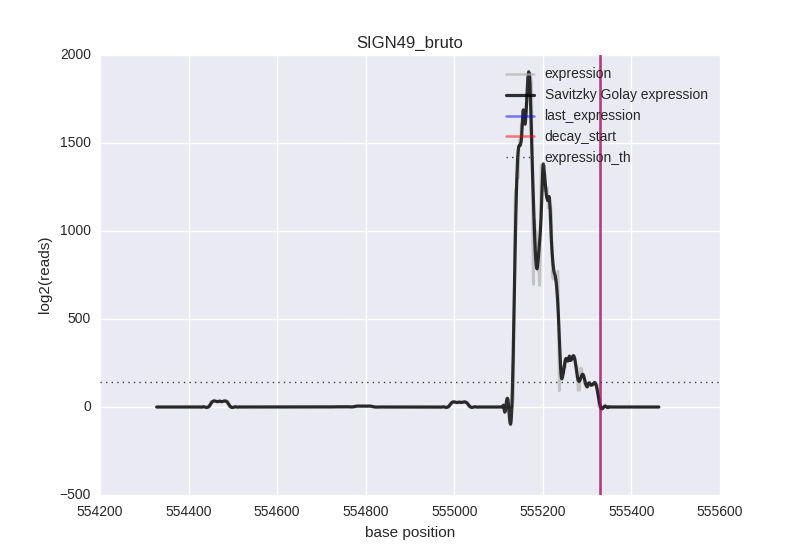 SIGN49_bruto
2000
1500
1000
500
0
−500
expression
Savitzky Golay expression
last_expression
decay_start
expression_th
log2(reads)
554200 554400 554600 554800 555000 555200 555400 555600
base position